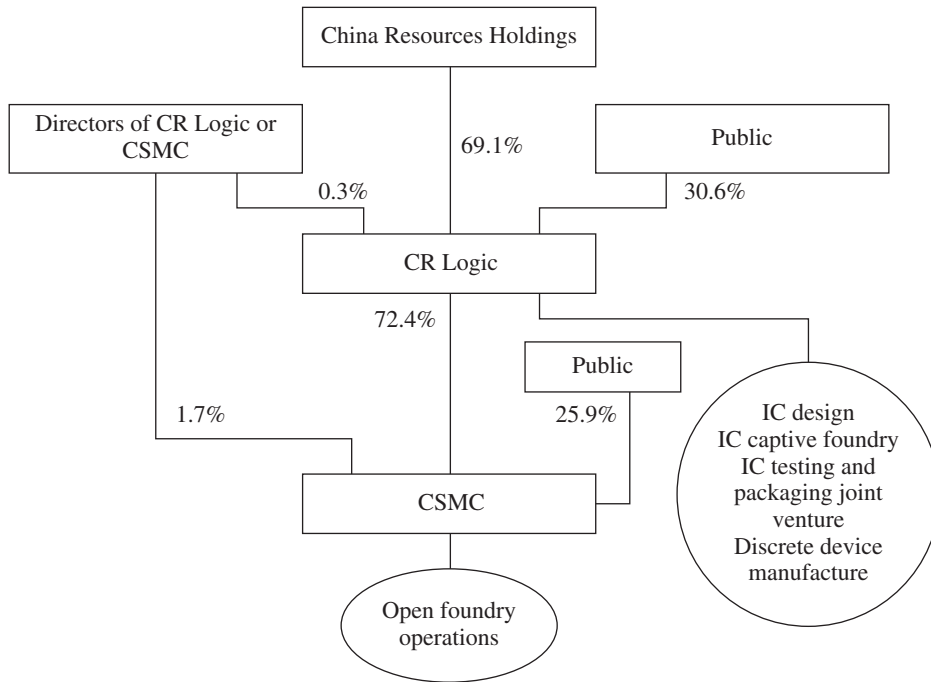 China Resources Holdings
Directors of CR Logic or
CSMC
69.1%
Public
0.3%
30.6%
CR Logic
72.4%
Public
1.7%
25.9%
IC design
IC captive foundry
IC testing and
packaging joint
venture
Discrete device
manufacture
CSMC
Open foundry
operations